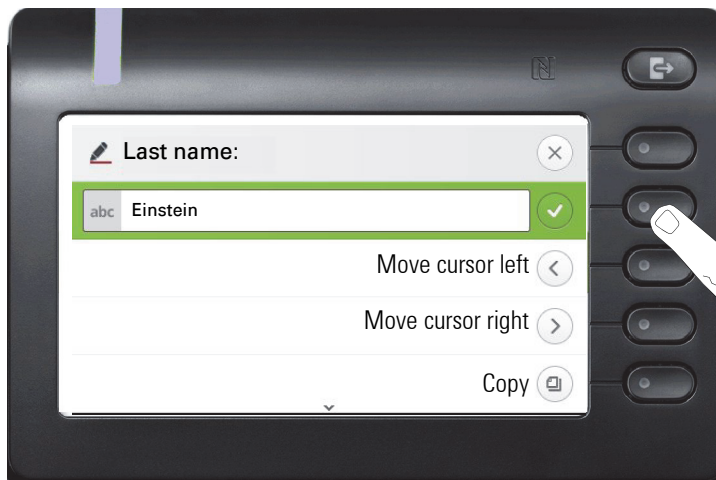 Last name:
abc Einstein
Move cursor left
Move cursor right
Copy